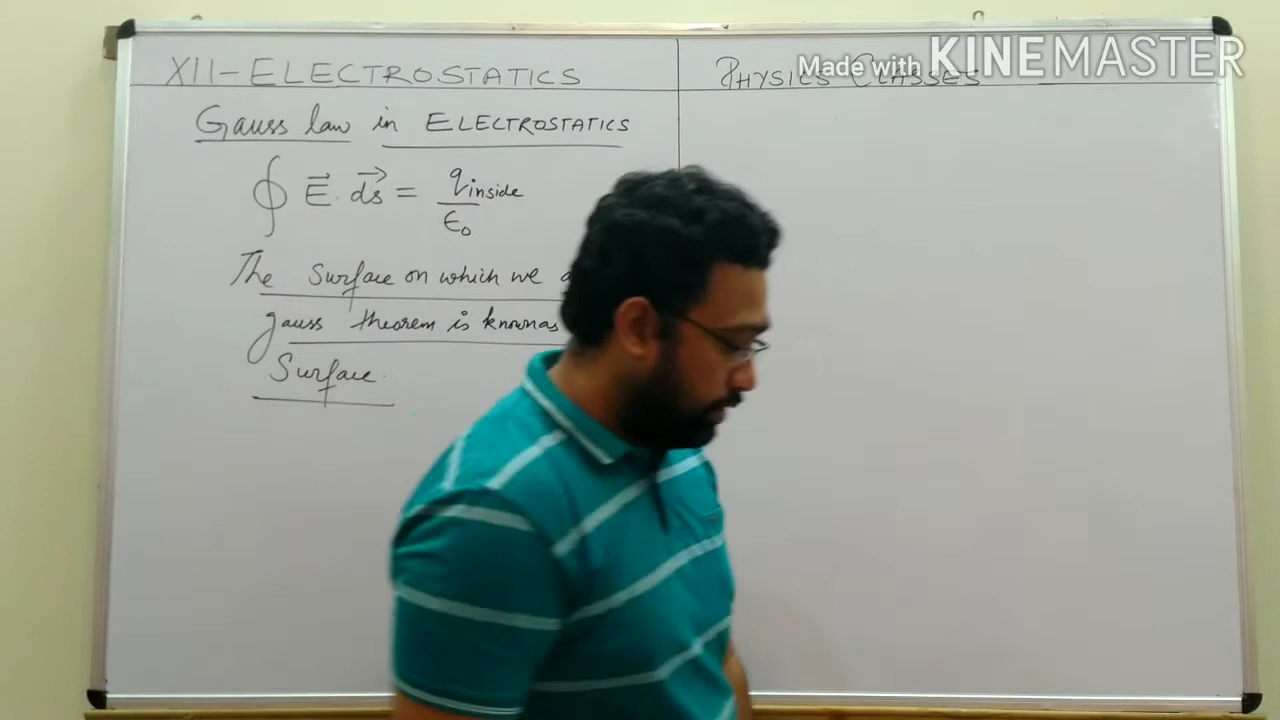 XII-ELECTROSTATICS
PHYSICS CLASSES
Made with KINEMASTER
Gauss law in ELECTROSTATICS
∮ E⃗. ds⃗ = qinside/ϵ₀
The Surface on which we
gauss theorem is known as
Surface.